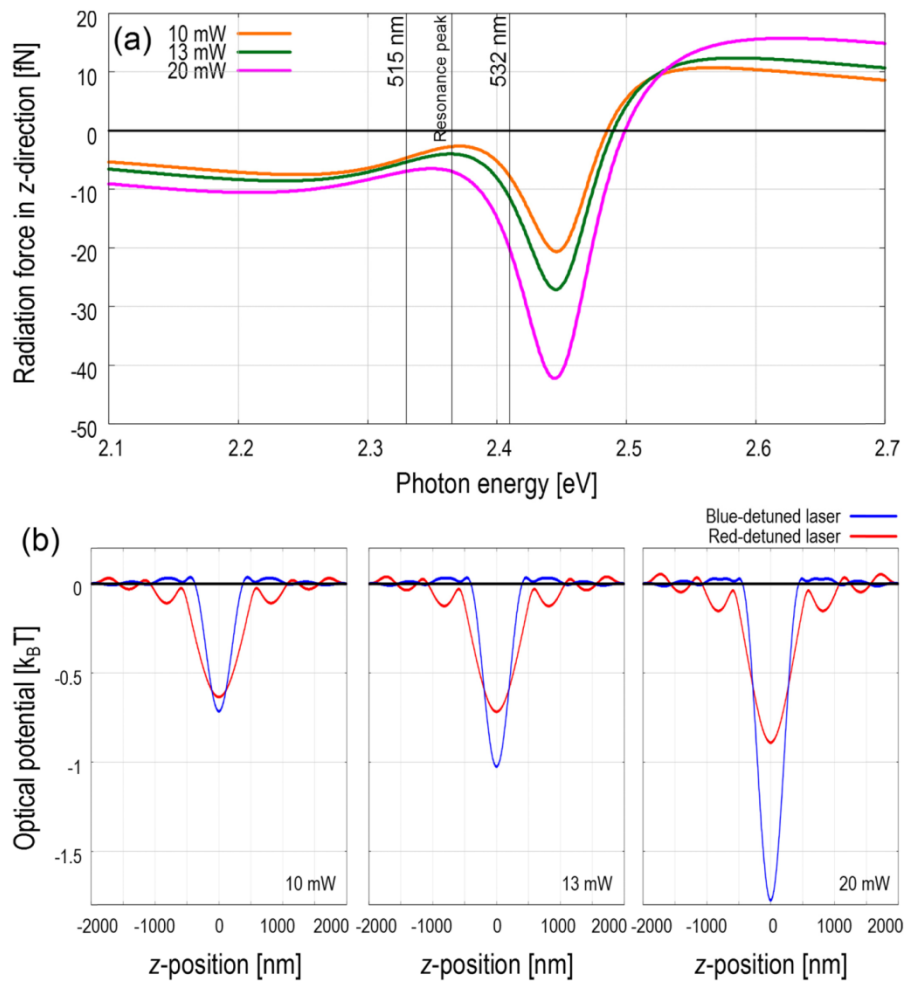 (a)
10 mW
13 mW
20 mW
515 nm
Resonance peak
532 nm
Radiation force in z-direction [fN]
20
10
0
-10
-20
-30
-40
-50
2.1
2.2
2.3
2.4
2.5
2.6
2.7
Photon energy [eV]
Blue-detuned laser
Red-detuned laser
(b)
Optical potential [kBT]
0
-0.5
-1
-1.5
10 mW
13 mW
20 mW
-2000 -1000 0 1000 2000
-2000 -1000 0 1000 2000
-2000 -1000 0 1000 2000
z-position [nm]
z-position [nm]
z-position [nm]